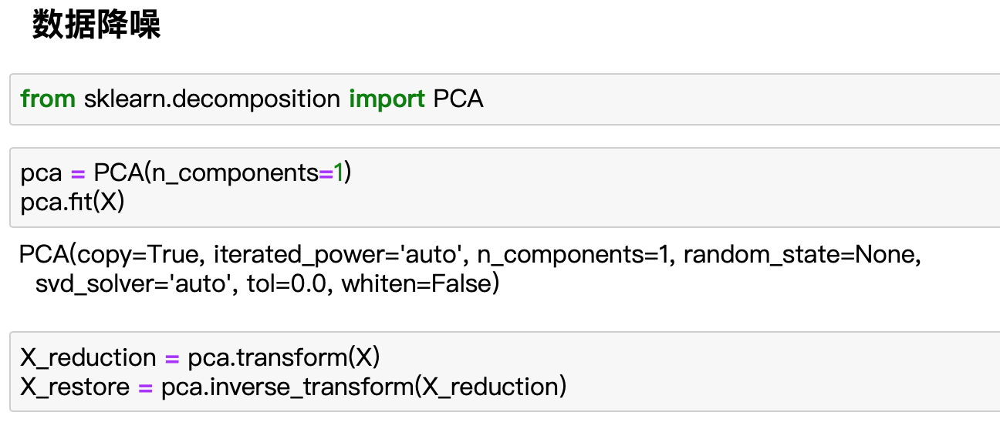 数据降噪
from sklearn.decomposition import PCA
pca = PCA(n_components=1)
pca.fit(X)
PCA(copy=True, iterated_power='auto', n_components=1, random_state=None,
svd_solver='auto', tol=0.0, whiten=False)
X_reduction = pca.transform(X)
X_restore = pca.inverse_transform(X_reduction)